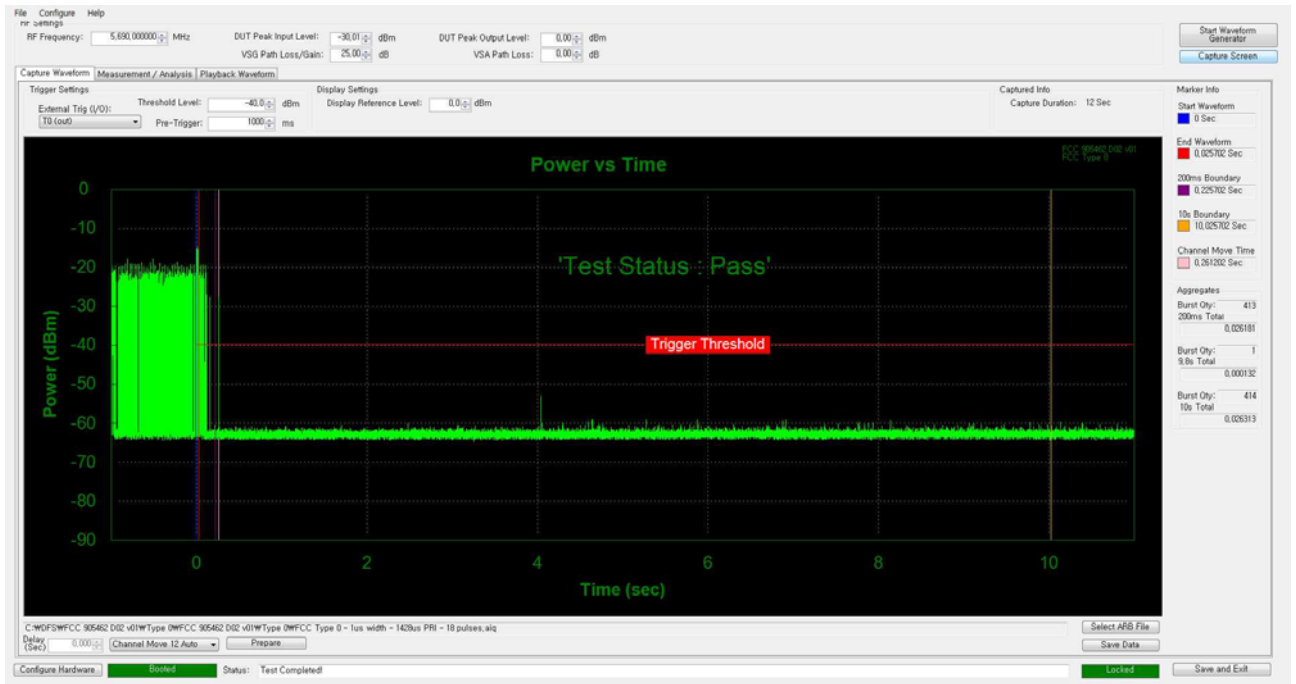 File Configure Help
RF Settings
RF Frequency: 5,690,000000 MHz DUT Peak Input Level: -30,01 dBm DUT Peak Output Level: 0,00 dBm
VSG Path Loss/Gain: 25,00 dB VSA Path Loss: 0,00 dB
Start Waveform Generator
Capture Screen
Capture Waveform Measurement / Analysis Playback Waveform
Trigger Settings
External Trig (I/O):
T0 (out)
Threshold Level: -40,0 dBm
Pre-Trigger: 1000 ms
Display Settings
Display Reference Level: 0,0 dBm
Captured Info
Capture Duration: 12 Sec
Marker Info
Start Waveform
0 Sec
End Waveform
0,025702 Sec
200ms Boundary
0,225702 Sec
10s Boundary
10,025702 Sec
Channel Move Time
0,261202 Sec
Aggregates
Burst Qty: 413
200ms Total
0,026181
Burst Qty: 1
9,8s Total
0,000132
Burst Qty: 414
10s Total
0,026313
FCC 905462 D02 v01
FCC Type 0
Power vs Time
'Test Status : Pass'
Trigger Threshold
Power (dBm)
0
-10
-20
-30
-40
-50
-60
-70
-80
-90
0 2 4 6 8 10
Time (sec)
C:₩DFS₩FCC 905462 D02 v01₩Type 0₩FCC 905462 D02 v01₩Type 0₩FCC Type 0 - 1us width - 1428us PRI - 18 pulses,aiq
Select ARB File
Delay (Sec) 0,000 Channel Move 12 Auto Prepare
Save Data
Configure Hardware Booted Status: Test Completed! Locked Save and Exit